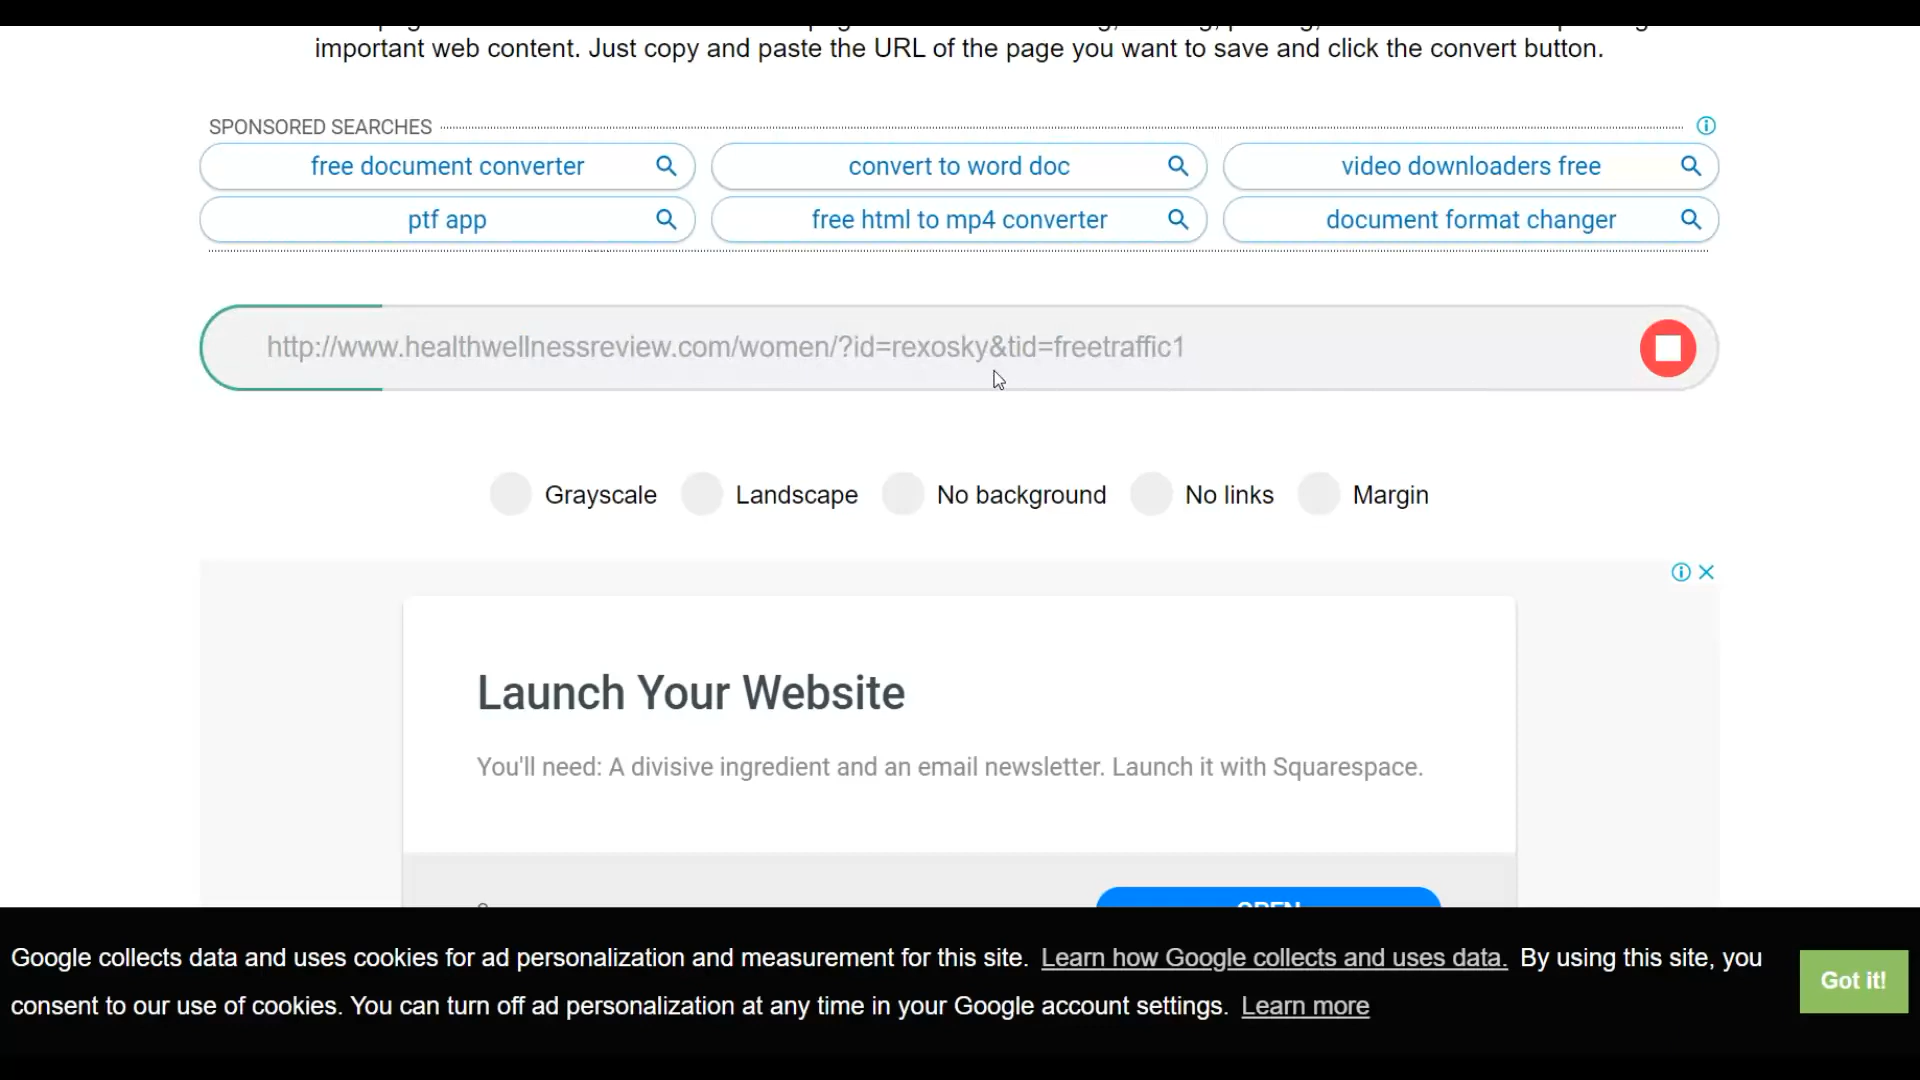 important web content. Just copy and paste the URL of the page you want to save and click the convert button.
SPONSORED SEARCHES
free document converter
convert to word doc
video downloaders free
ptf app
free html to mp4 converter
document format changer
http://www.healthwellnessreview.com/women/?id=rexosky&tid=freetraffic1
Grayscale
Landscape
No background
No links
Margin
Launch Your Website
You'll need: A divisive ingredient and an email newsletter. Launch it with Squarespace.
OPEN
Google collects data and uses cookies for ad personalization and measurement for this site. Learn how Google collects and uses data. By using this site, you
consent to our use of cookies. You can turn off ad personalization at any time in your Google account settings. Learn more
Got it!